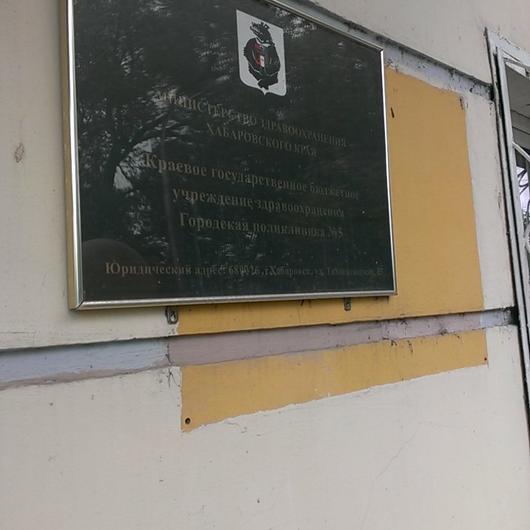 МИНИСТЕРСТВО ЗДРАВООХРАНЕНИЯ
ХАБАРОВСКОГО КРАЯ
Краевое государственное бюджетное
учреждение здравоохранения
Городская поликлиника №5
Юридический адрес: г.Хабаровск, ул.